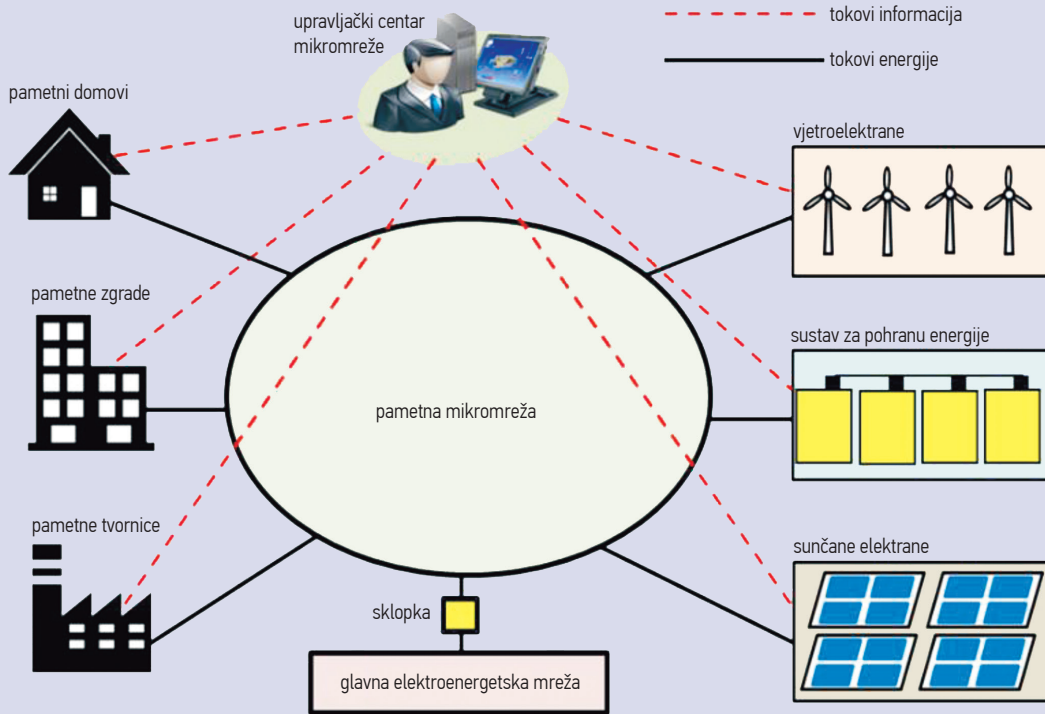 upravljački centar
mikromreže
tokovi informacija
tokovi energije
pametni domovi
vjetroelektrane
pametne zgrade
sustav za pohranu energije
pametna mikromreža
pametne tvornice
sunčane elektrane
sklopka
glavna elektroenergetska mreža